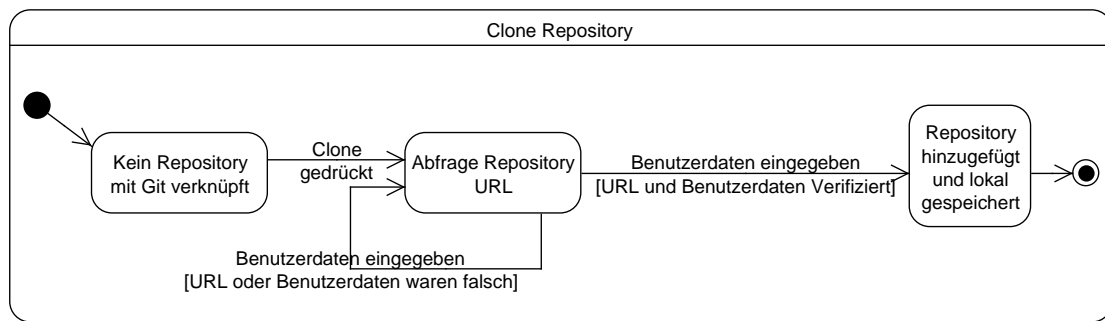 Clone Repository
Kein Repository
mit Git verknüpft
Clone
gedrückt
Abfrage Repository
URL
Benutzerdaten eingegeben
[URL und Benutzerdaten Verifiziert]
Repository
hinzugefügt
und lokal
gespeichert
Benutzerdaten eingegeben
[URL oder Benutzerdaten waren falsch]